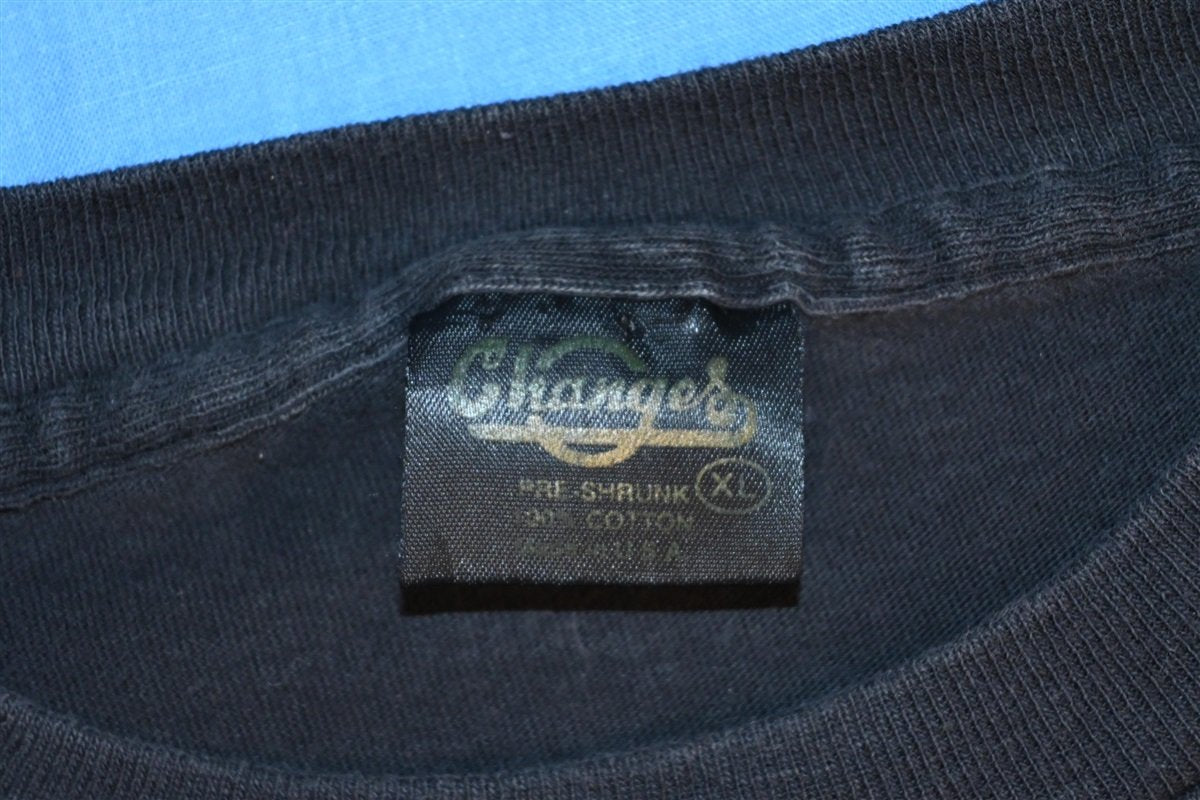 Changes
PRE-SHRUNK XL
COTTON
U.S.A.